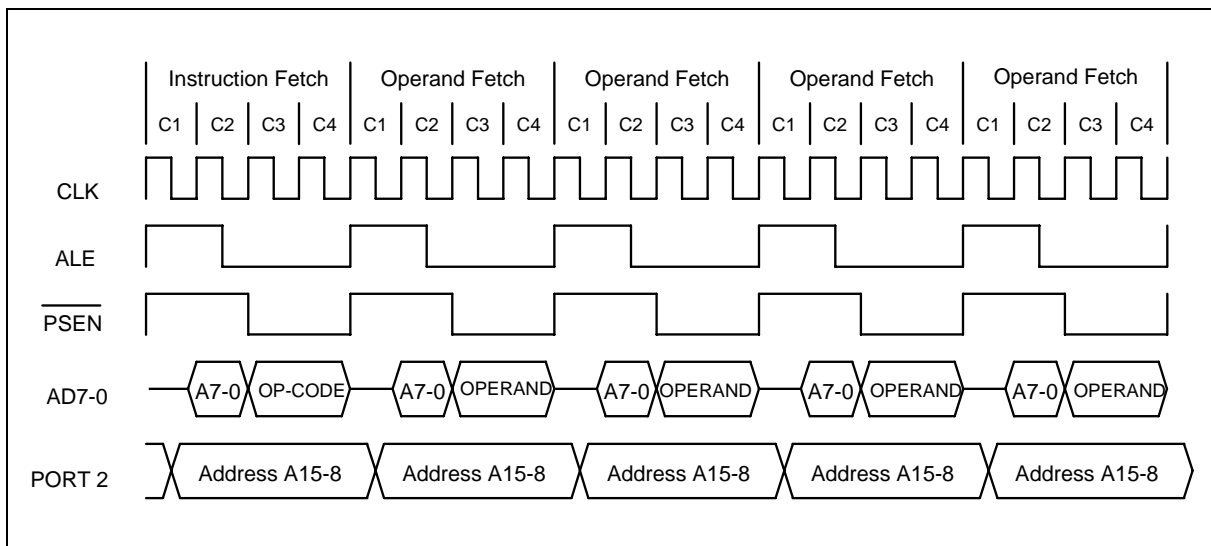 Instruction Fetch Operand Fetch Operand Fetch Operand Fetch Operand Fetch
C1 C2 C3 C4 C1 C2 C3 C4 C1 C2 C3 C4 C1 C2 C3 C4 C1 C2 C3 C4
CLK
ALE
PSEN
AD7-0 A7-0 OP-CODE A7-0 OPERAND A7-0 OPERAND A7-0 OPERAND A7-0 OPERAND
PORT 2 Address A15-8 Address A15-8 Address A15-8 Address A15-8 Address A15-8